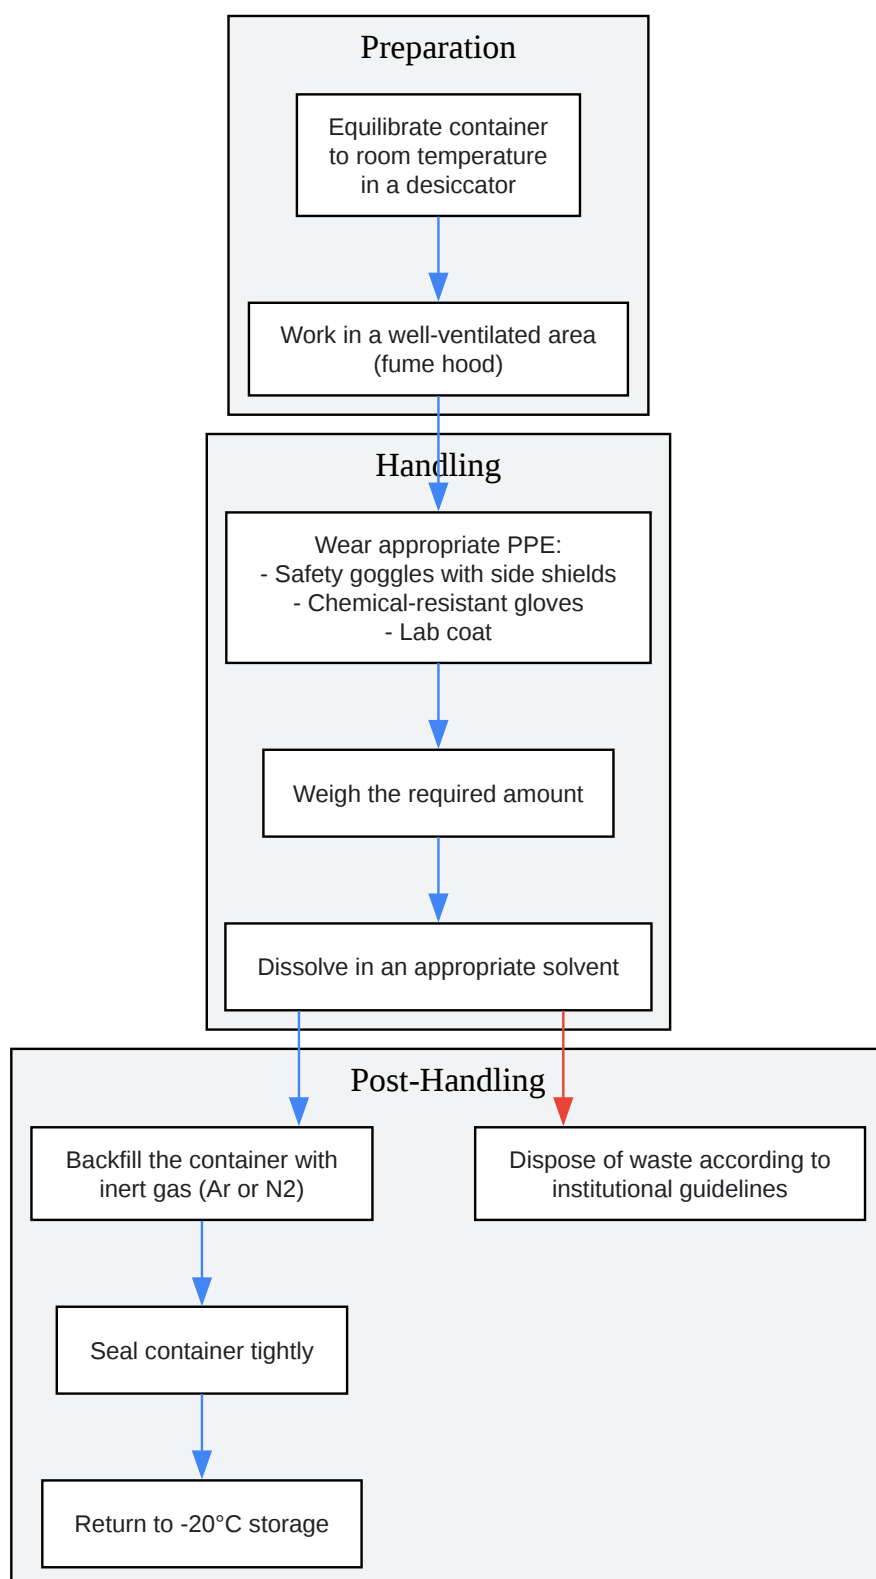 Preparation
Equilibrate container
to room temperature
in a desiccator
Work in a well-ventilated area
(fume hood)
Handling
Wear appropriate PPE:
- Safety goggles with side shields
- Chemical-resistant gloves
- Lab coat
Weigh the required amount
Dissolve in an appropriate solvent
Post-Handling
Backfill the container with
inert gas (Ar or N2)
Dispose of waste according to
institutional guidelines
Seal container tightly
Return to -20°C storage